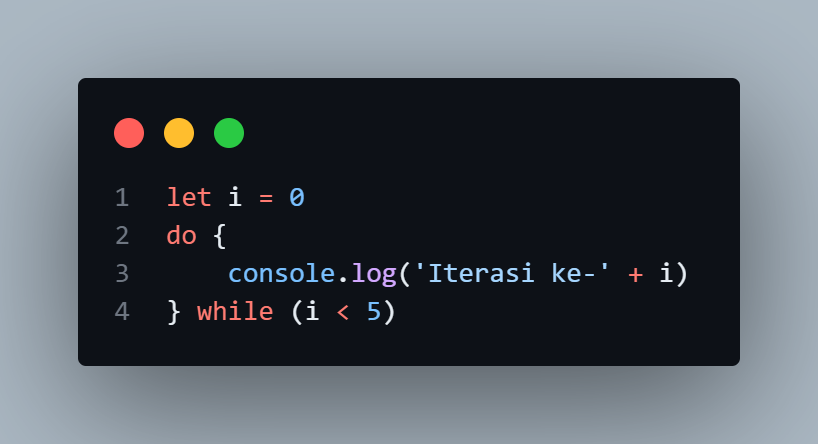 1 let i = 0
2 do {
3     console.log('Iterasi ke-' + i)
4 } while (i < 5)